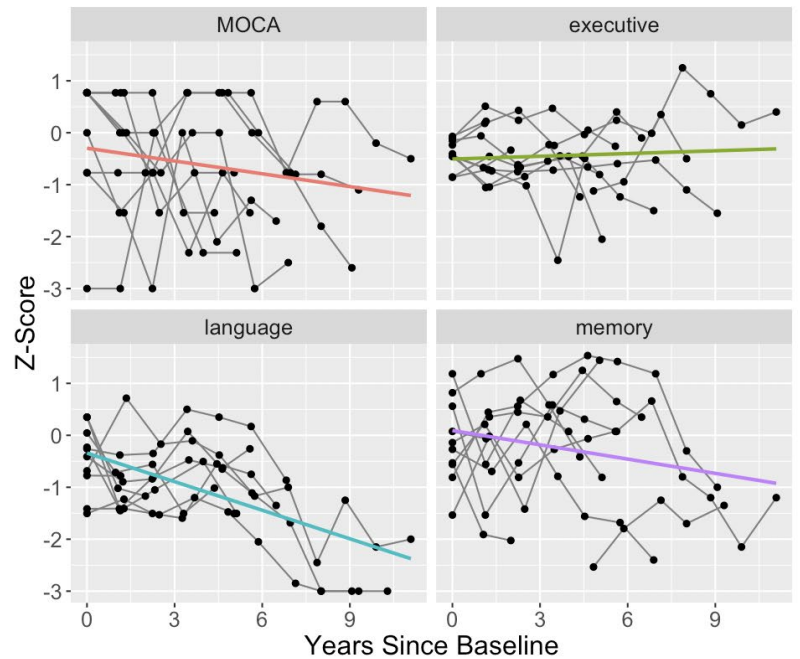 MOCA
executive
1
0
-1
-2
-3
language
memory
1
0
-1
-2
-3
0 3 6 9
0 3 6 9
Z-Score
Years Since Baseline